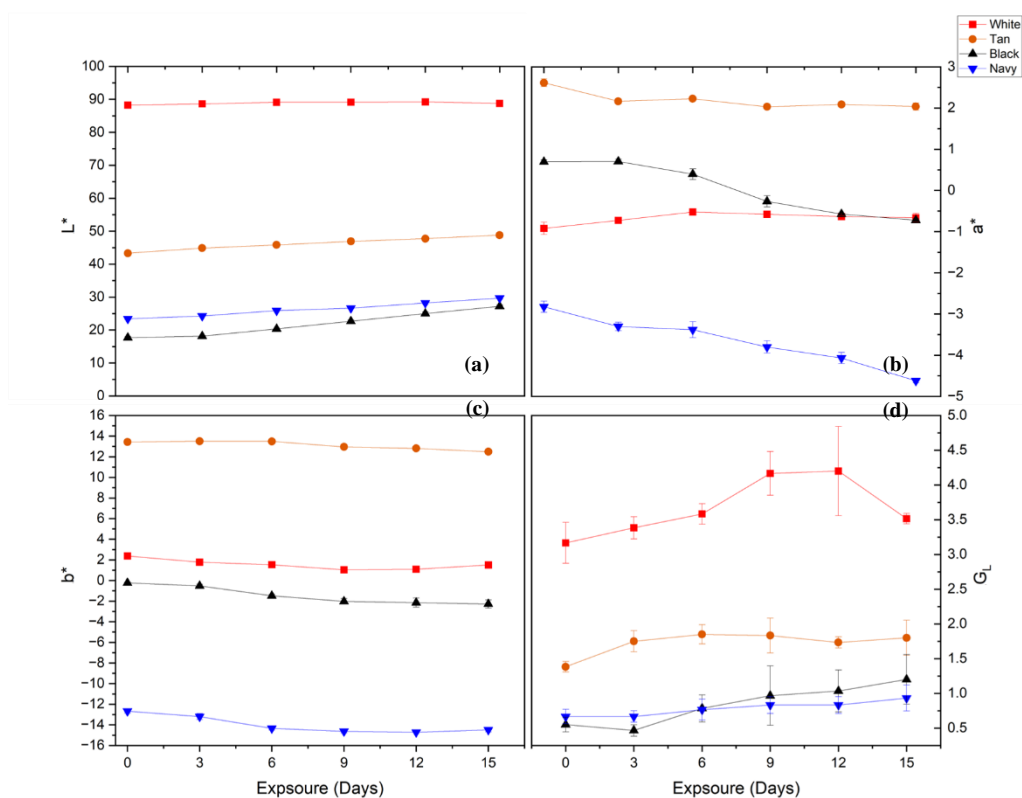 White
Tan
Black
Navy
100
90
80
70
60
50
40
30
20
10
0
L*
(a)
3
2
1
0
−1
−2
−3
−4
−5
a*
(b)
(c)
(d)
16
14
12
10
8
6
4
2
0
−2
−4
−6
−8
−10
−12
−14
−16
b*
5.0
4.5
4.0
3.5
3.0
2.5
2.0
1.5
1.0
0.5
GL
0 3 6 9 12 15
0 3 6 9 12 15
Expsoure (Days)
Expsoure (Days)